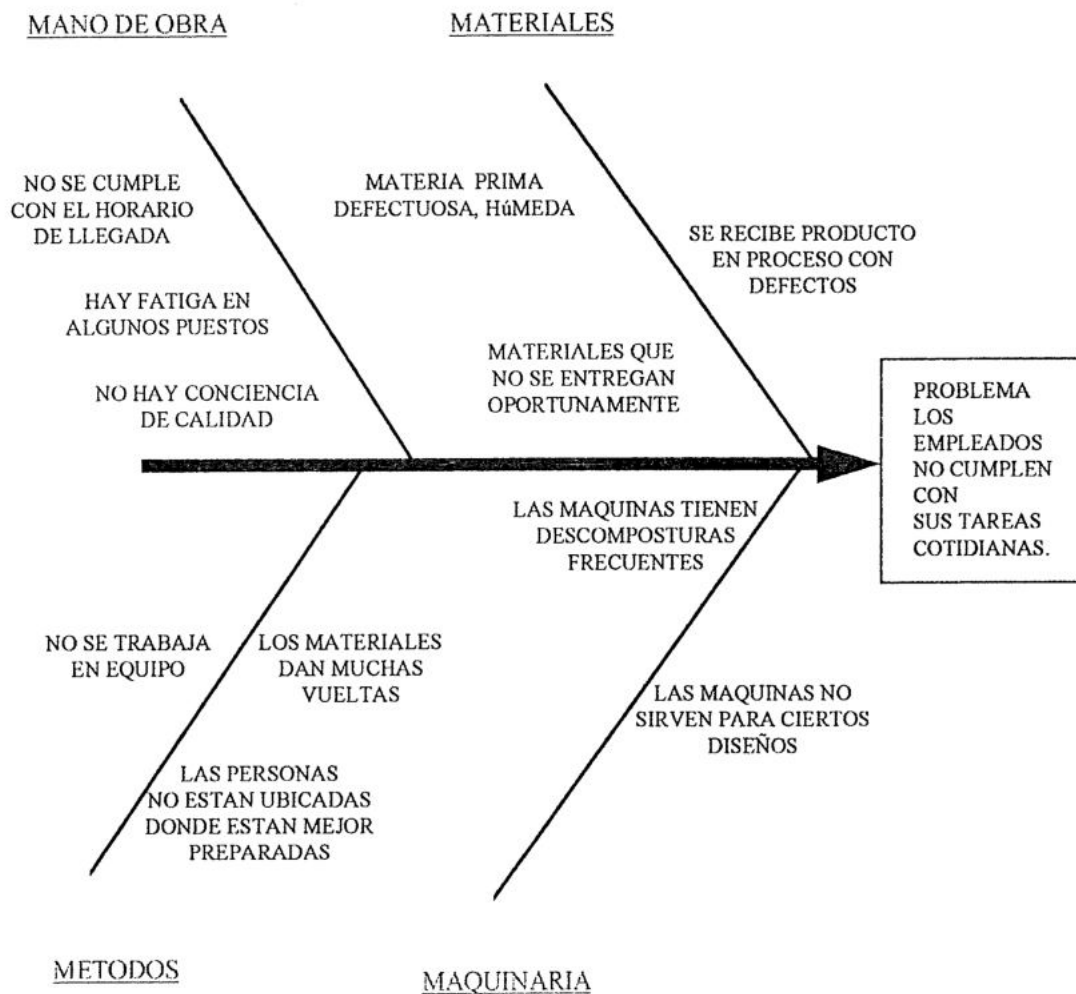 MANO DE OBRA
MATERIALES
NO SE CUMPLE
CON EL HORARIO
DE LLEGADA
HAY FATIGA EN
ALGUNOS PUESTOS
NO HAY CONCIENCIA
DE CALIDAD
MATERIA PRIMA
DEFECTUOSA, HúMEDA
MATERIALES QUE
NO SE ENTREGAN
OPORTUNAMENTE
SE RECIBE PRODUCTO
EN PROCESO CON
DEFECTOS
PROBLEMA
LOS
EMPLEADOS
NO CUMPLEN
CON
SUS TAREAS
COTIDIANAS.
NO SE TRABAJA
EN EQUIPO
LOS MATERIALES
DAN MUCHAS
VUELTAS
LAS PERSONAS
NO ESTAN UBICADAS
DONDE ESTAN MEJOR
PREPARADAS
LAS MAQUINAS TIENEN
DESCOMPOSTURAS
FRECUENTES
LAS MAQUINAS NO
SIRVEN PARA CIERTOS
DISEÑOS
METODOS
MAQUINARIA